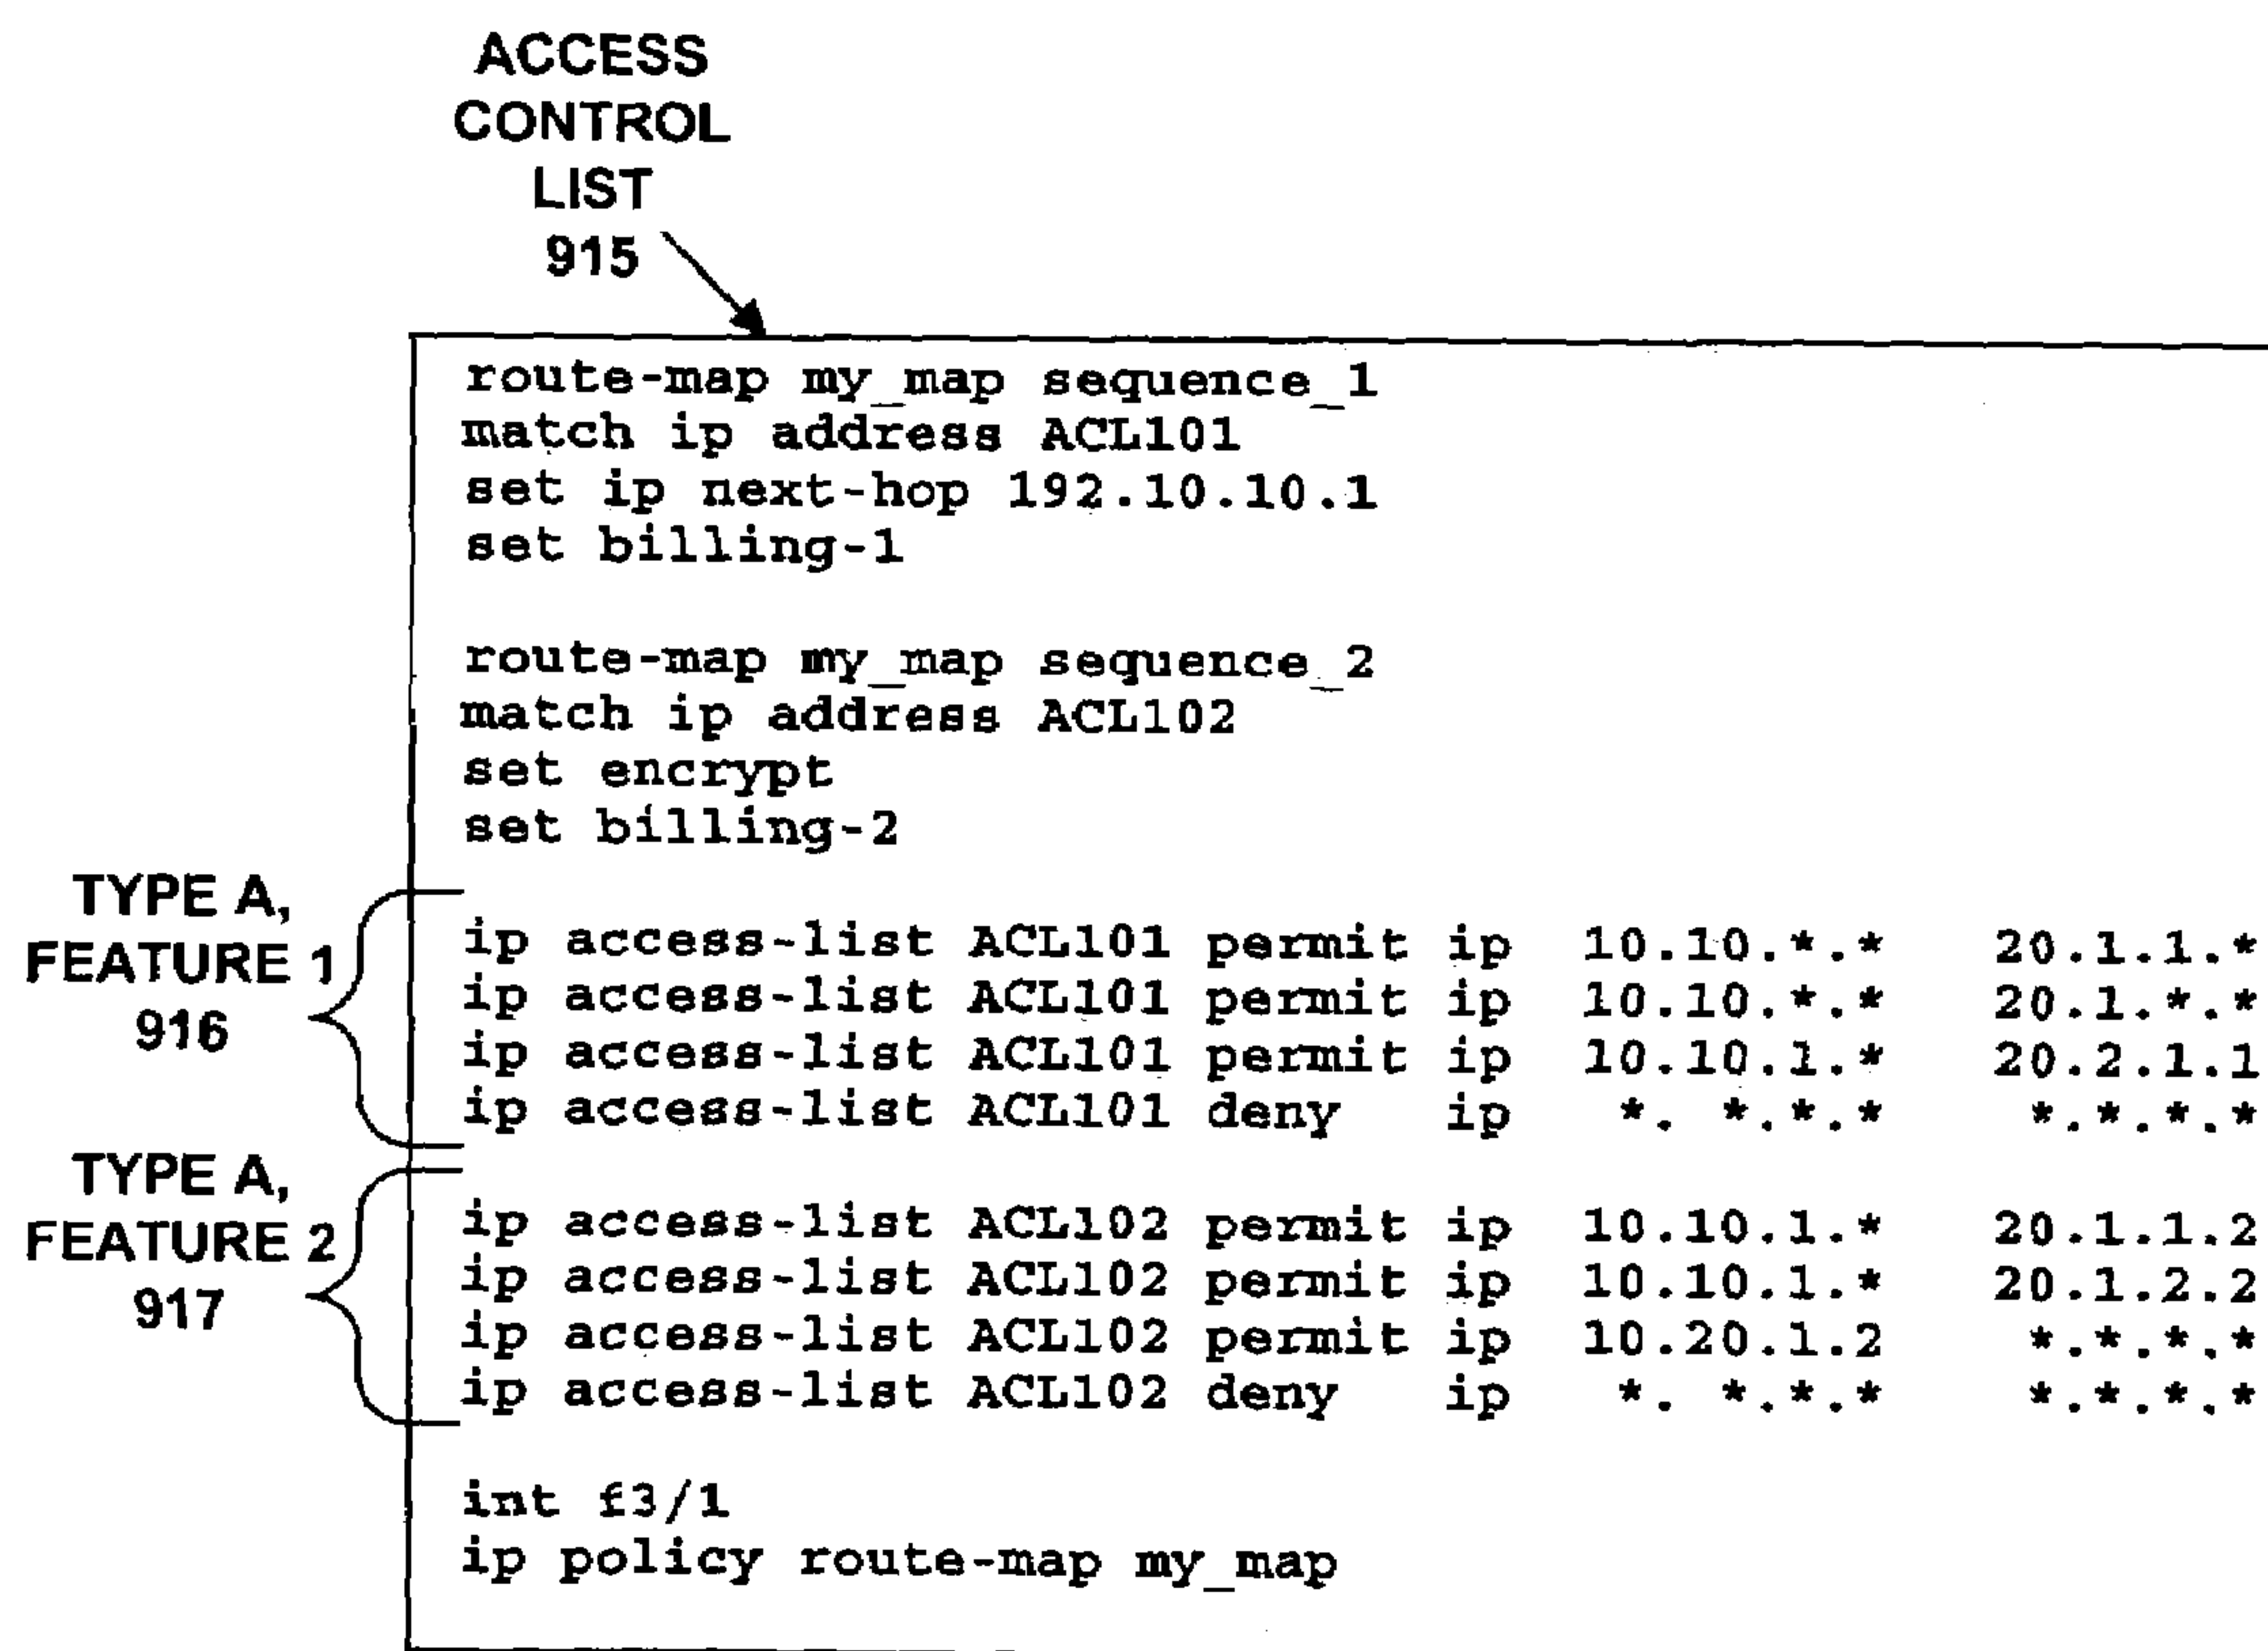 ACCESS
CONTROL
LIST
915
route-map my_map sequence_1
match ip address ACL101
set ip next-hop 192.10.10.1
set billing-1
route-map my_map sequence_2
match ip address ACL102
set encrypt
set billing-2
TYPE A,
FEATURE 1
916
ip access-list ACL101 permit ip 10.10.*.* 20.1.1.*
ip access-list ACL101 permit ip 10.10.*.* 20.1.*.*
ip access-list ACL101 permit ip 10.10.1.* 20.2.1.1
ip access-list ACL101 deny ip *. *.*.* *.*.*.*
TYPE A,
FEATURE 2
917
ip access-list ACL102 permit ip 10.10.1.* 20.1.1.2
ip access-list ACL102 permit ip 10.10.1.* 20.1.2.2
ip access-list ACL102 permit ip 10.20.1.2 *.*.*.*
ip access-list ACL102 deny ip *. *.*.* *.*.*.*
int f3/1
ip policy route-map my_map